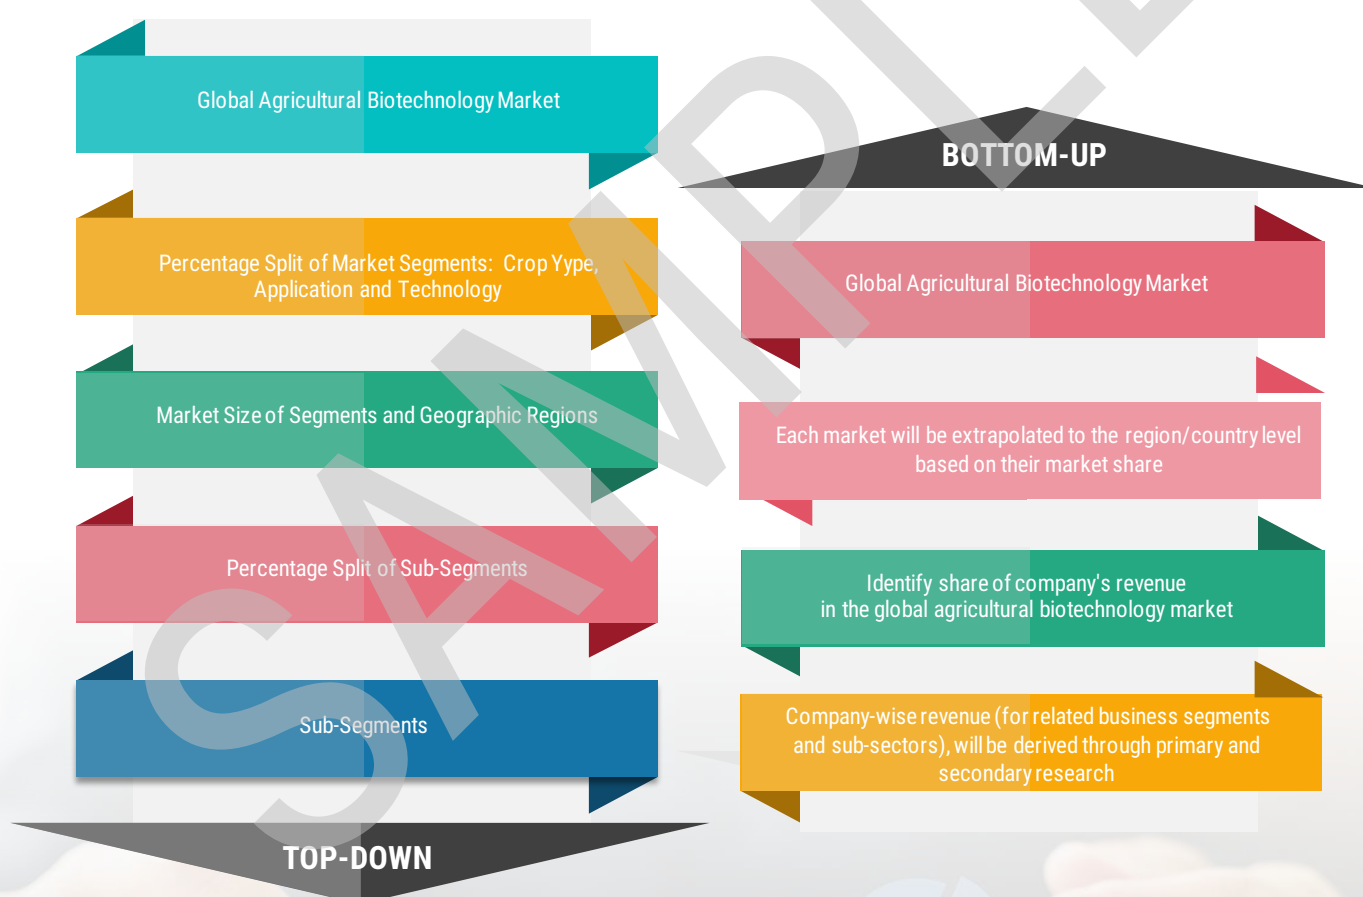 Global Agricultural Biotechnology Market
Percentage Split of Market Segments: Crop Yype,
Application and Technology
Market Size of Segments and Geographic Regions
Percentage Split of Sub-Segments
Sub-Segments
TOP-DOWN
BOTTOM-UP
Global Agricultural Biotechnology Market
Each market will be extrapolated to the region/country level
based on their market share
Identify share of company's revenue
in the global agricultural biotechnology market
Company-wise revenue (for related business segments
and sub-sectors), will be derived through primary and
secondary research
SAMPLE